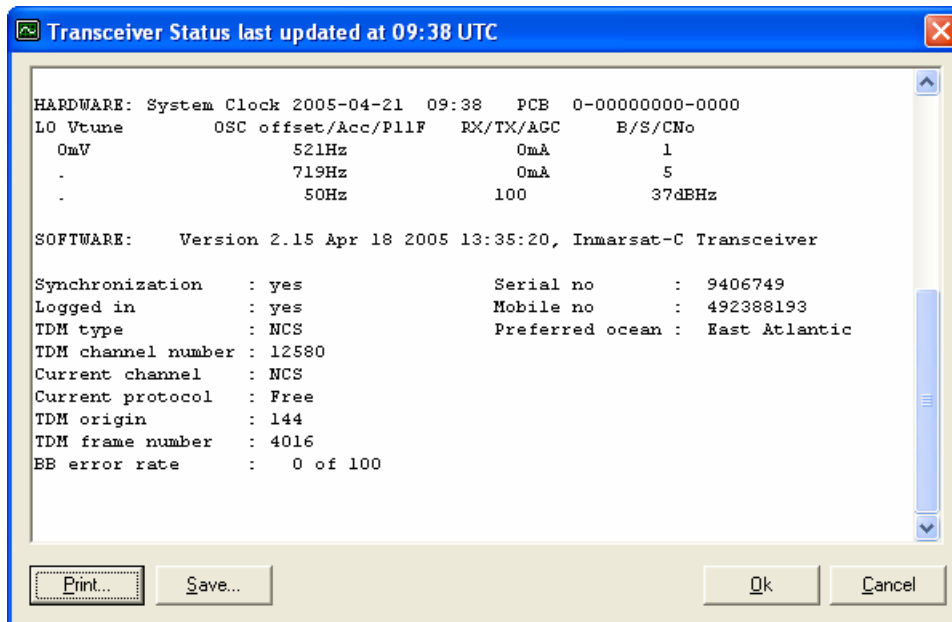 Transceiver Status last updated at 09:38 UTC
HARDWARE: System Clock 2005-04-21 09:38 PCB 0-00000000-0000
LO Vtune OSC offset/Acc/PllF RX/TX/AGC B/S/CNo
0mV 521Hz 0mA 1
. 719Hz 0mA 5
. 50Hz 100 37dBHz
SOFTWARE: Version 2.15 Apr 18 2005 13:35:20, Inmarsat-C Transceiver
Synchronization : yes Serial no : 9406749
Logged in : yes Mobile no : 492388193
TDM type : NCS Preferred ocean : East Atlantic
TDM channel number : 12580
Current channel : NCS
Current protocol : Free
TDM origin : 144
TDM frame number : 4016
BB error rate : 0 of 100
Print... Save... Ok Cancel